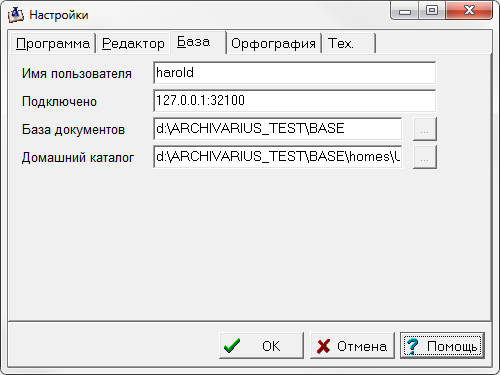 Настройки
Программа Редактор База Орфография Тех.
Имя пользователя harold
Подключено 127.0.0.1:32100
База документов d:\ARCHIVARIUS_TEST\BASE ...
Домашний каталог d:\ARCHIVARIUS_TEST\BASE\homes\U ...
OK Отмена ? Помощь